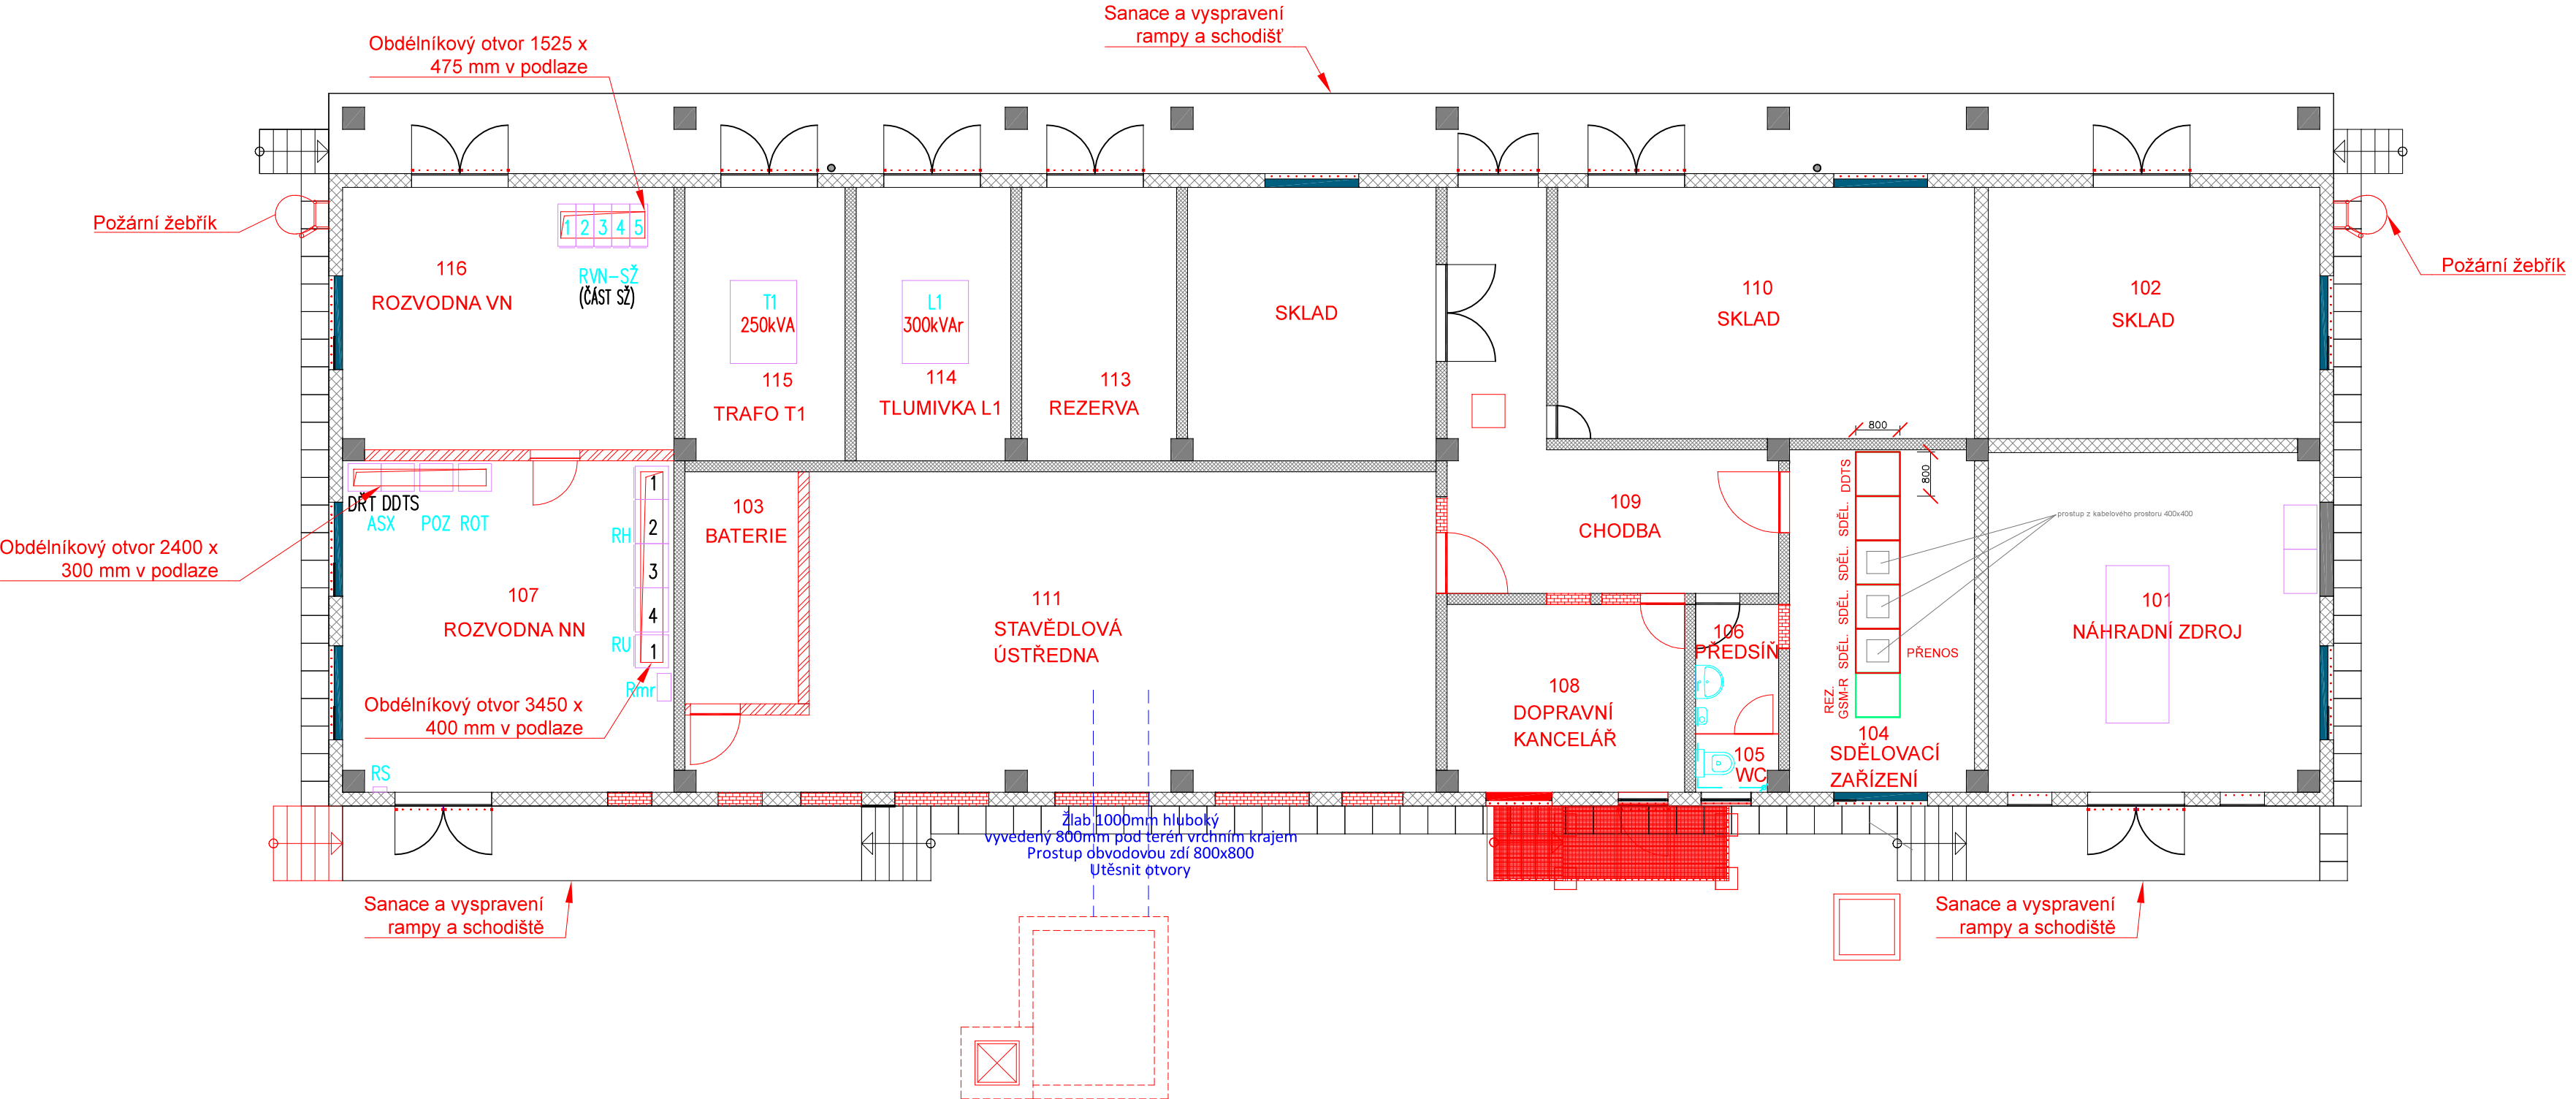 Sanace a vyspravení
rampy a schodišť
Obdélníkový otvor 1525 x
475 mm v podlaze
Požární žebřík
Požární žebřík
1 2 3 4 5
RVN-SŽ
(ČÁST SŽ)
116
ROZVODNA VN
T1
250kVA
115
TRAFO T1
L1
300kVAr
114
TLUMIVKA L1
113
REZERVA
SKLAD
110
SKLAD
102
SKLAD
800
800
DŘT DDTS
ASX POZ ROT
Obdélníkový otvor 2400 x
300 mm v podlaze
107
ROZVODNA NN
RH
1
2
3
4
RU
1
Rmr
Obdélníkový otvor 3450 x
400 mm v podlaze
RS
103
BATERIE
111
STAVĚDLOVÁ
ÚSTŘEDNA
109
CHODBA
108
DOPRAVNÍ
KANCELÁŘ
106
PŘEDSÍŇ
105
WC
DDTS
SDĚL.
SDĚL.
SDĚL.
SDĚL.
REZ.
GSM-R
PŘENOS
104
SDĚLOVACÍ
ZAŘÍZENÍ
prostup z kabelového prostoru 400x400
101
NÁHRADNÍ ZDROJ
Žlab 1000mm hluboký
vyvedený 800mm pod terén vrchním krajem
Prostup obvodovou zdí 800x800
Utěsnit otvory
Sanace a vyspravení
rampy a schodiště
Sanace a vyspravení
rampy a schodiště